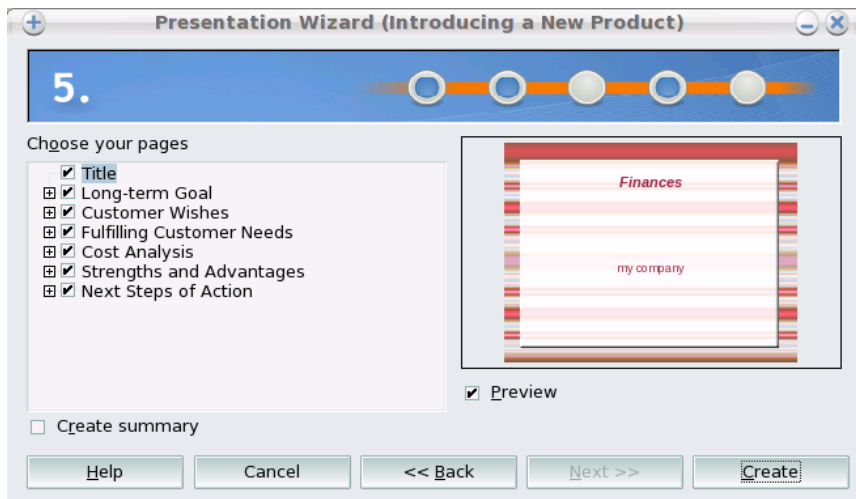 Presentation Wizard (Introducing a New Product)
5.
Choose your pages
Title
Long-term Goal
Customer Wishes
Fulfilling Customer Needs
Cost Analysis
Strengths and Advantages
Next Steps of Action
Finances
my company
Preview
Create summary
Help Cancel << Back Next >> Create